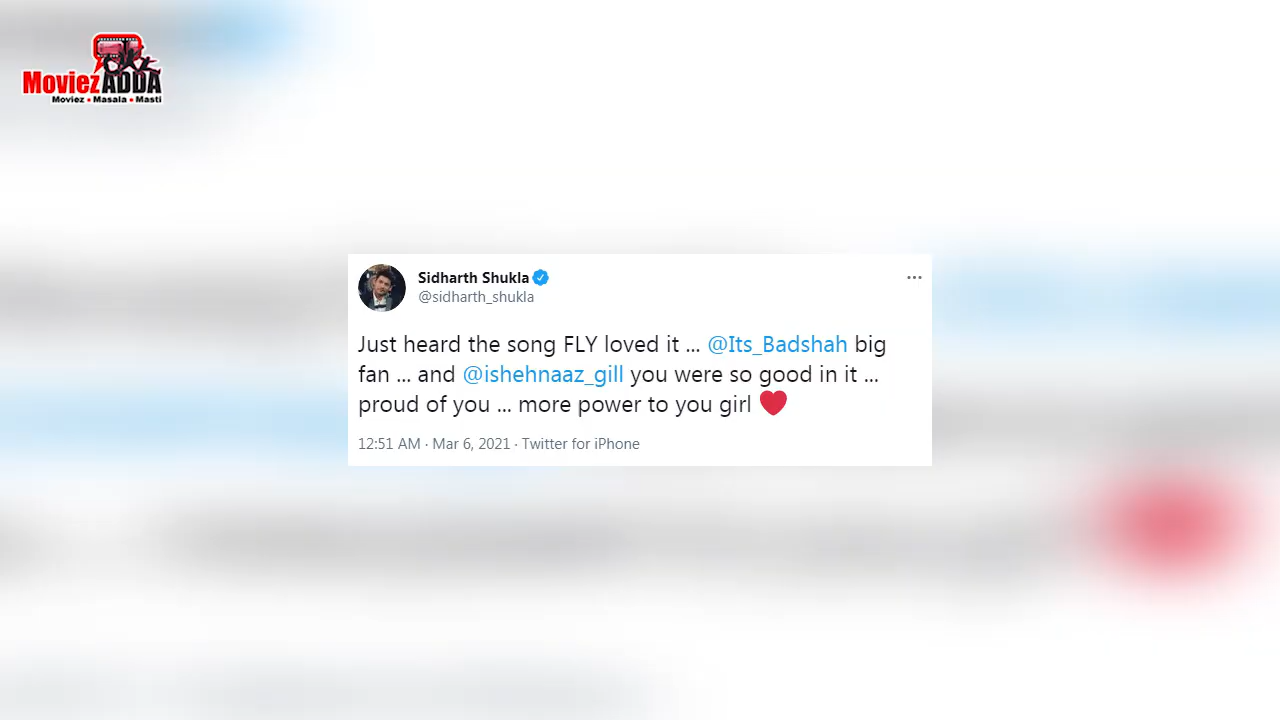 MoviezADDA
Moviez • Masala • Masti
Sidharth Shukla
@sidharth_shukla
Just heard the song FLY loved it ... @Its_Badshah big
fan ... and @ishehnaaz_gill you were so good in it ...
proud of you ... more power to you girl ❤
12:51 AM · Mar 6, 2021 · Twitter for iPhone